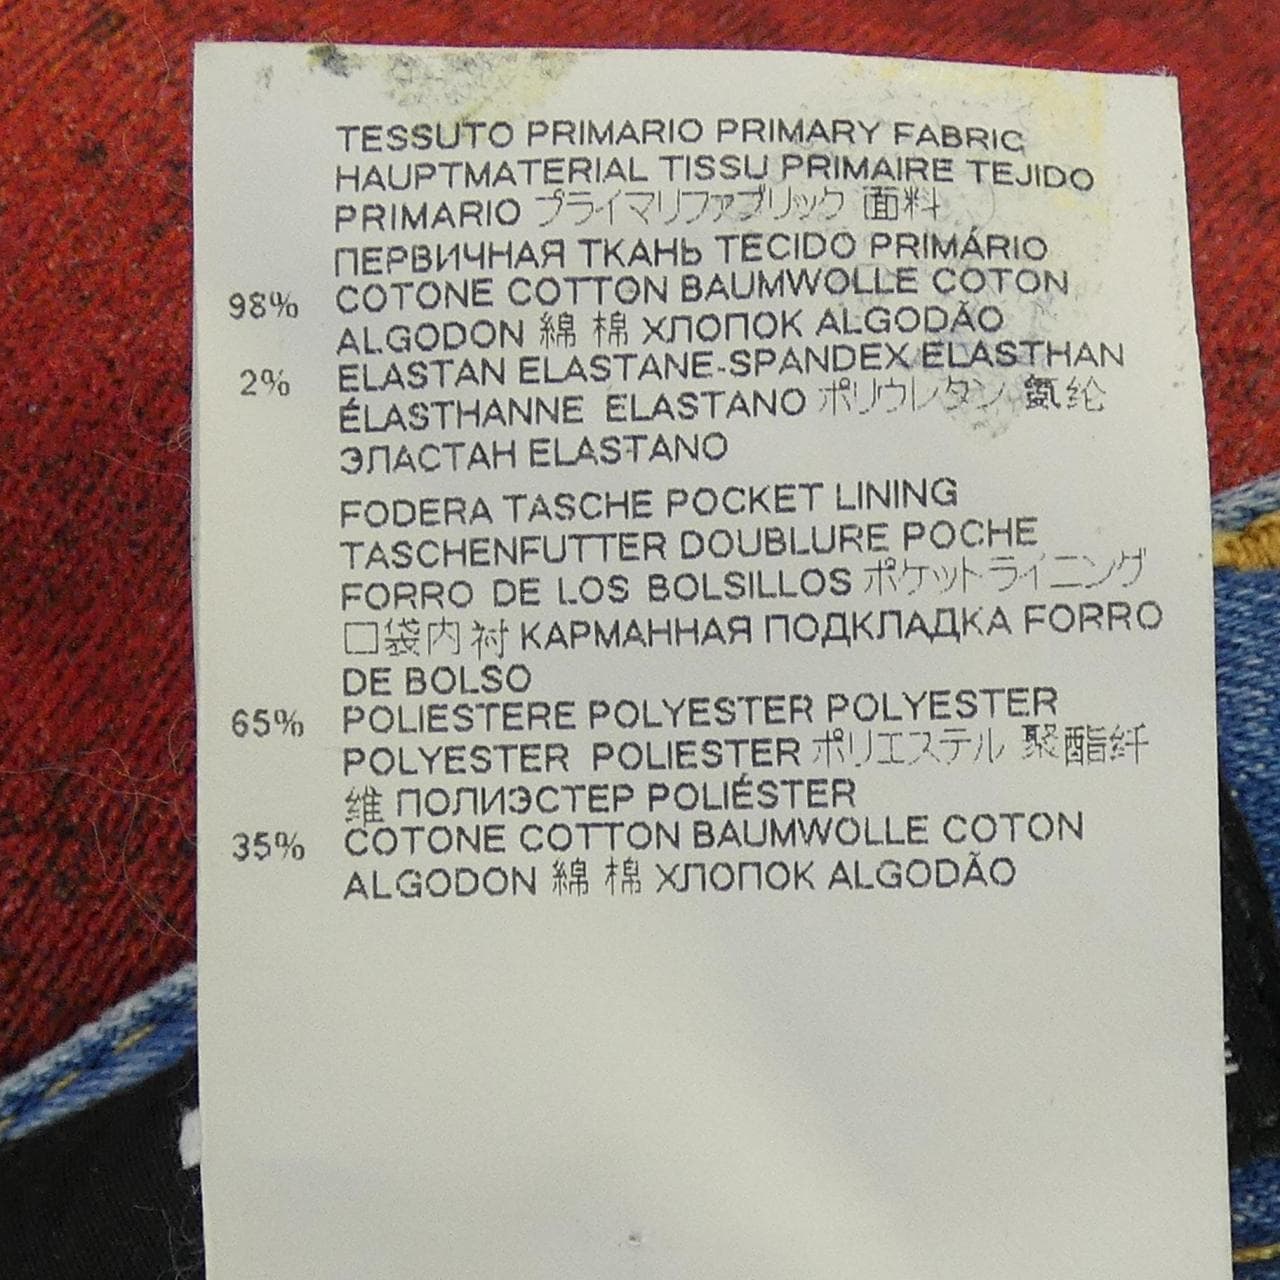 TESSUTO PRIMARIO PRIMARY FABRIC
HAUPTMATERIAL TISSU PRIMAIRE TEJIDO
PRIMARIO プライマリファブリック 面料
ПЕРВИЧНАЯ ТКАНЬ TECIDO PRIMÁRIO
98% COTONE COTTON BAUMWOLLE COTON
ALGODON 綿 棉 ХЛОПОК ALGODÃO
2% ELASTAN ELASTANE-SPANDEX ELASTHAN
ÉLASTHANNE ELASTANO ポリウレタン 氨纶
ЭЛАСТАН ELASTANO
FODERA TASCHE POCKET LINING
TASCHENFUTTER DOUBLURE POCHE
FORRO DE LOS BOLSILLOS ポケットライニング
口袋内衬 КАРМАННАЯ ПОДКЛАДКА FORRO
DE BOLSO
65% POLIESTERE POLYESTER POLYESTER
POLYESTER POLIESTER ポリエステル 聚酯纤
维 ПОЛИЭСТЕР POLIÉSTER
35% COTONE COTTON BAUMWOLLE COTON
ALGODON 綿 棉 ХЛОПОК ALGODÃO